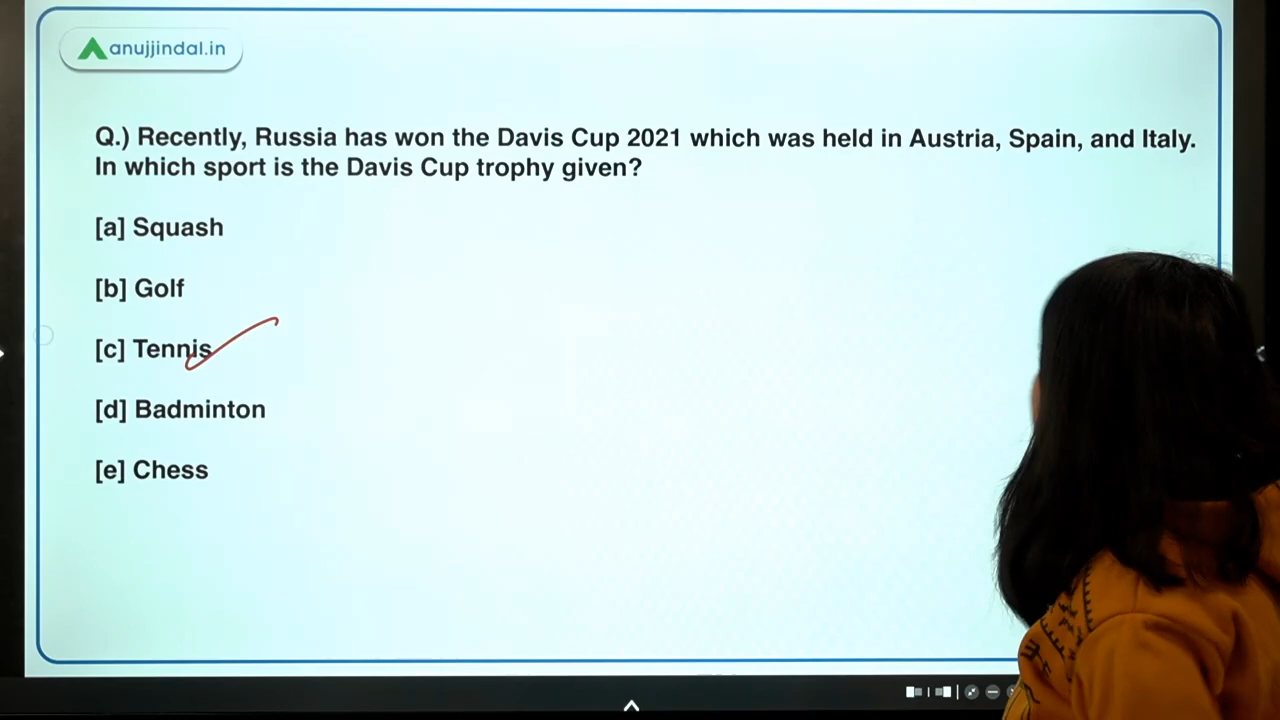 anujjindal.in
Q.) Recently, Russia has won the Davis Cup 2021 which was held in Austria, Spain, and Italy.
In which sport is the Davis Cup trophy given?
[a] Squash
[b] Golf
[c] Tennis
[d] Badminton
[e] Chess